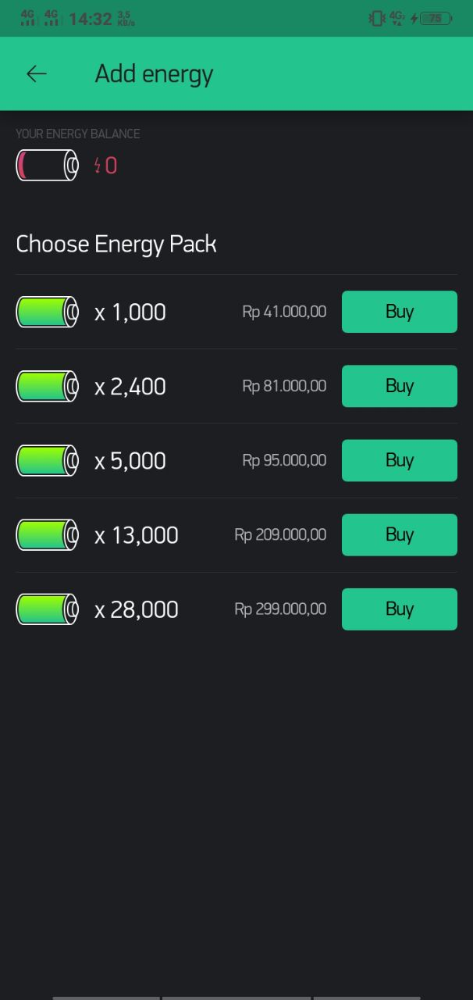 4G 4G 14:32 3,5 KB/s 4G2 75
Add energy
YOUR ENERGY BALANCE
0
Choose Energy Pack
x 1,000 Rp 41.000,00 Buy
x 2,400 Rp 81.000,00 Buy
x 5,000 Rp 95.000,00 Buy
x 13,000 Rp 209.000,00 Buy
x 28,000 Rp 299.000,00 Buy